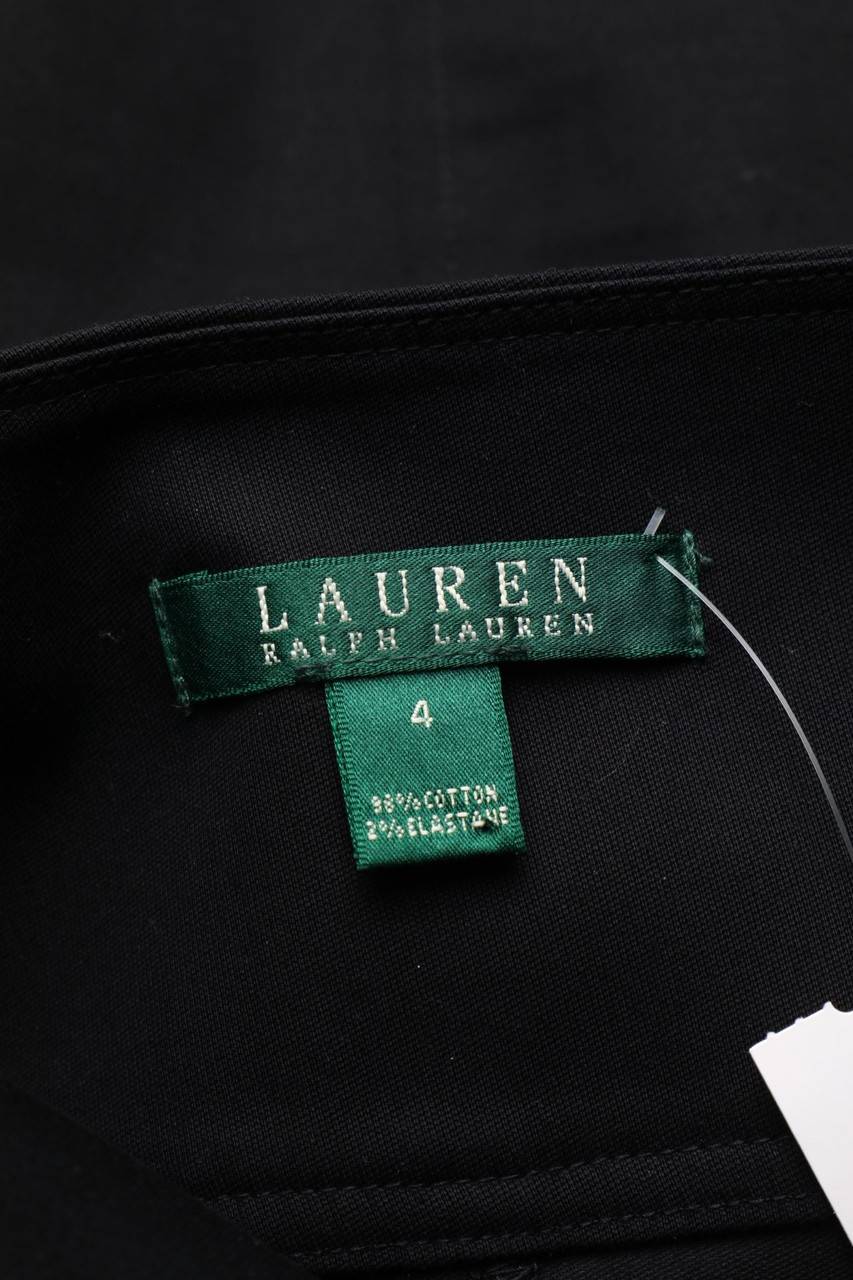 LAUREN
RALPH LAUREN
4
98% COTTON
2% ELASTANE